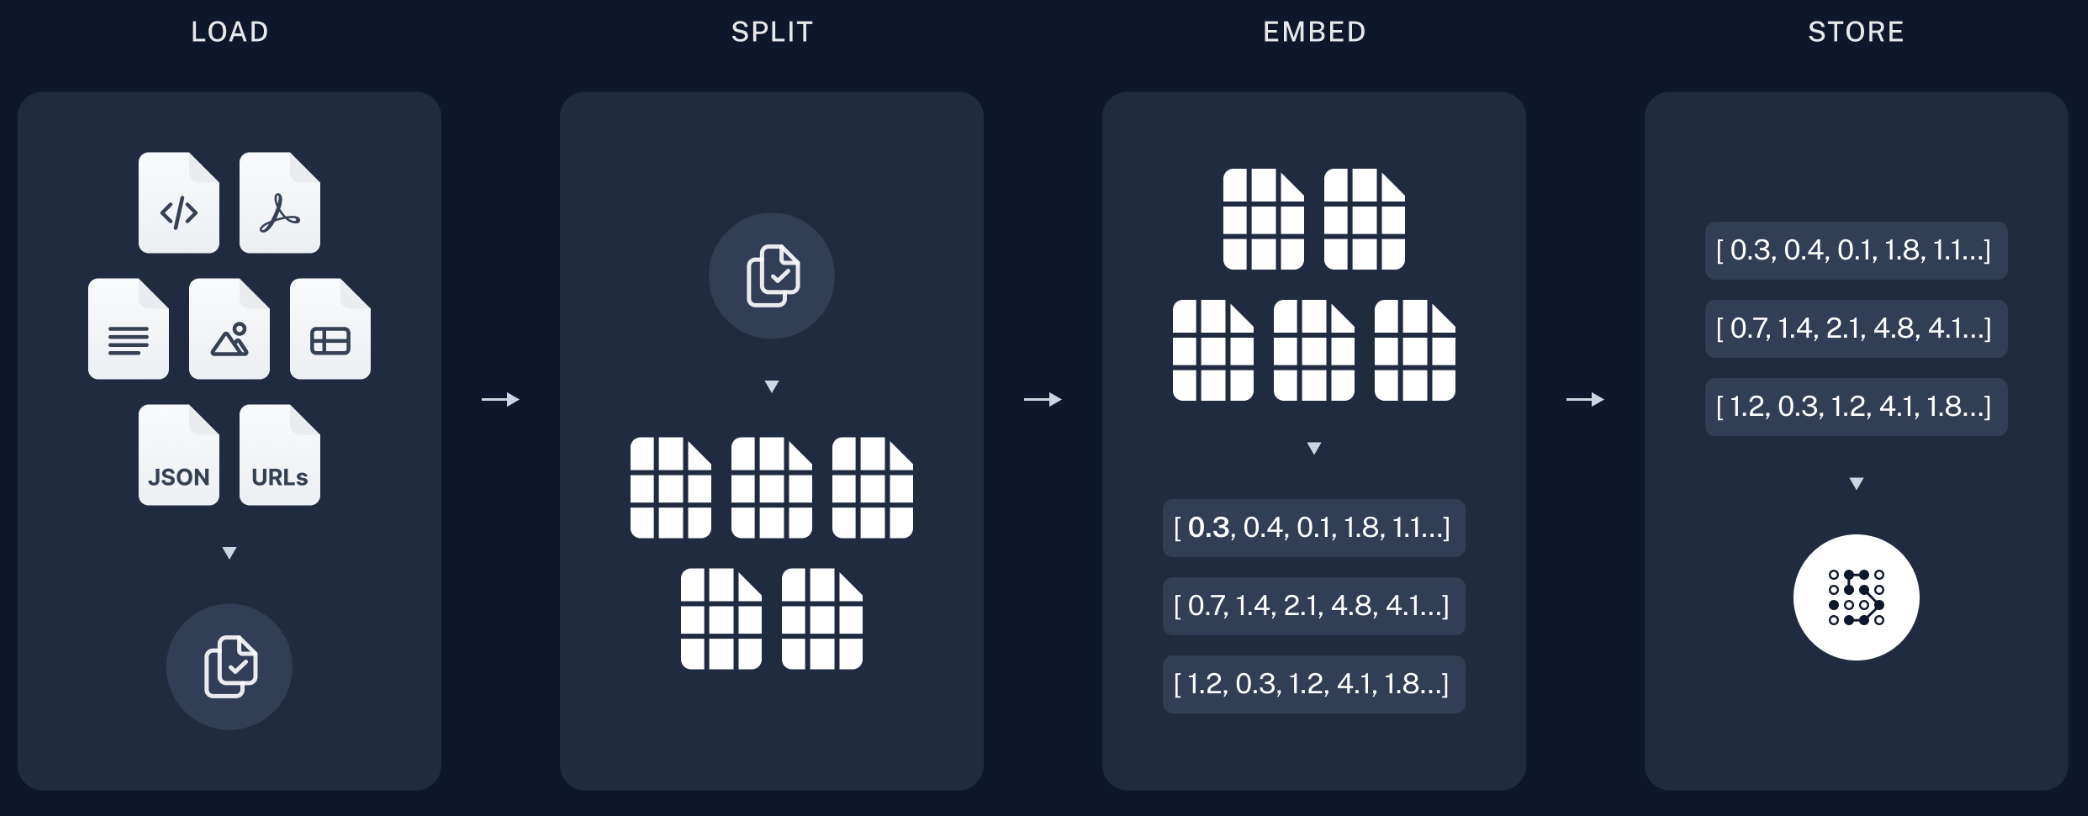 LOAD
SPLIT
EMBED
STORE
JSON
URLs
[ 0.3, 0.4, 0.1, 1.8, 1.1...]
[ 0.7, 1.4, 2.1, 4.8, 4.1...]
[ 1.2, 0.3, 1.2, 4.1, 1.8...]
[ 0.3, 0.4, 0.1, 1.8, 1.1...]
[ 0.7, 1.4, 2.1, 4.8, 4.1...]
[ 1.2, 0.3, 1.2, 4.1, 1.8...]